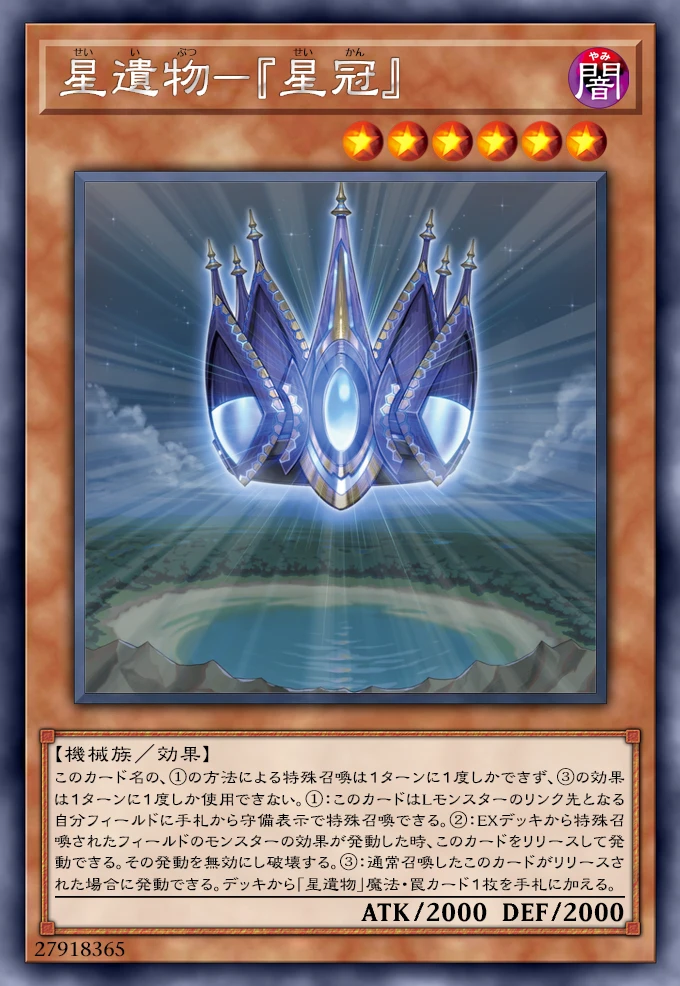 せい い ぶつ せい かん
星遺物－『星冠』
やみ
闇
【機械族／効果】
このカード名の、①の方法による特殊召喚は１ターンに１度しかできず、③の効果
は１ターンに１度しか使用できない。①：このカードはLモンスターのリンク先となる
自分フィールドに手札から守備表示で特殊召喚できる。②：EXデッキから特殊召
喚されたフィールドのモンスターの効果が発動した時、このカードをリリースして発
動できる。その発動を無効にし破壊する。③：通常召喚したこのカードがリリースさ
れた場合に発動できる。デッキから「星遺物」魔法・罠カード１枚を手札に加える。
ATK/2000 DEF/2000
27918365